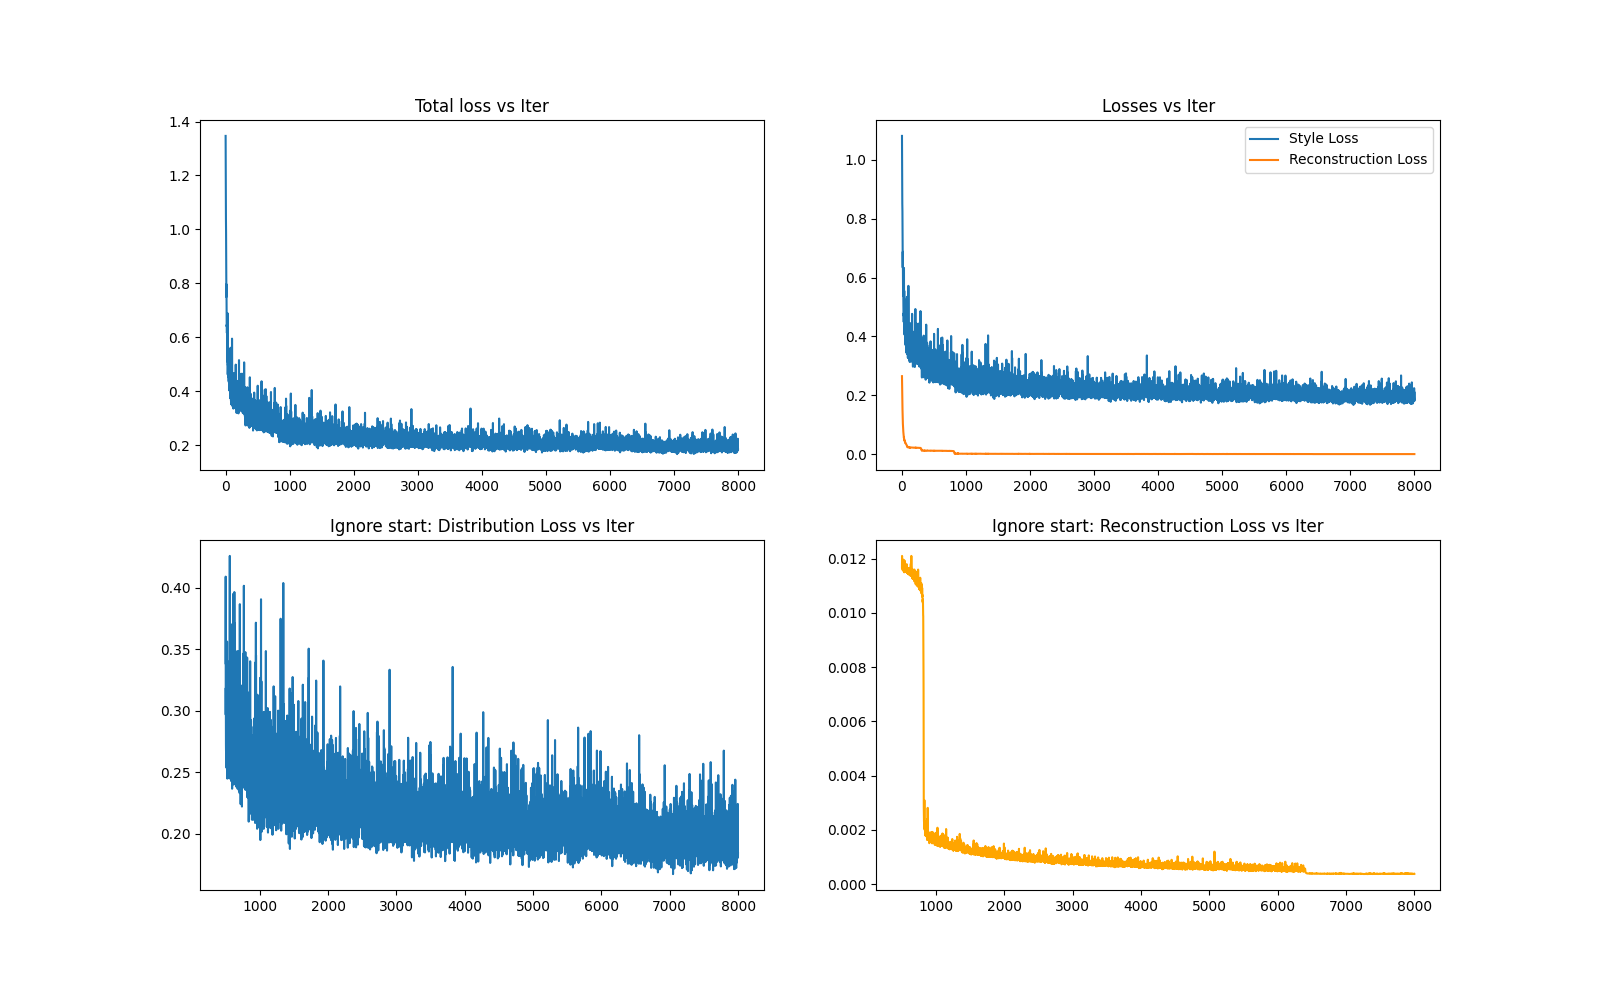 Total loss vs Iter
1.4
1.2
1.0
0.8
0.6
0.4
0.2
0 1000 2000 3000 4000 5000 6000 7000 8000
Losses vs Iter
Style Loss
Reconstruction Loss
1.0
0.8
0.6
0.4
0.2
0.0
0 1000 2000 3000 4000 5000 6000 7000 8000
Ignore start: Distribution Loss vs Iter
0.40
0.35
0.30
0.25
0.20
1000 2000 3000 4000 5000 6000 7000 8000
Ignore start: Reconstruction Loss vs Iter
0.012
0.010
0.008
0.006
0.004
0.002
0.000
1000 2000 3000 4000 5000 6000 7000 8000